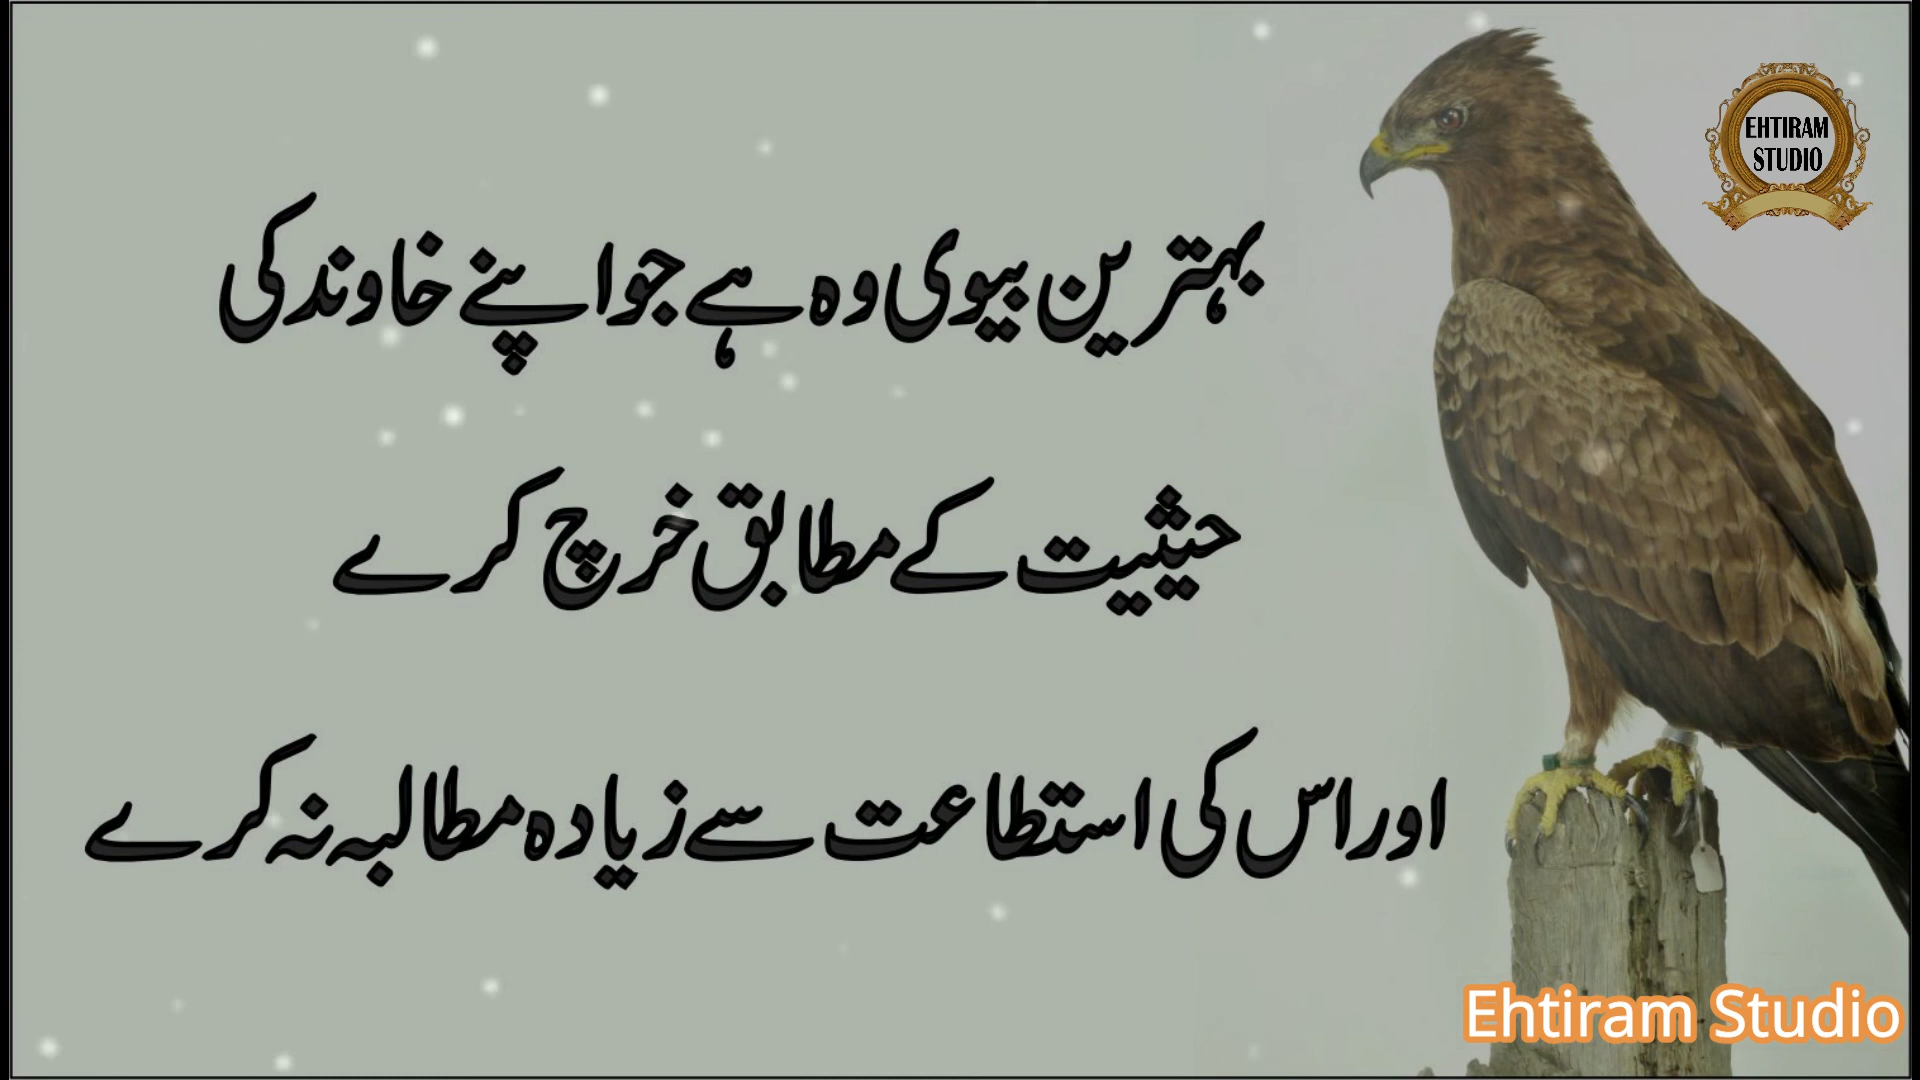 EHTIRAM
STUDIO
بہترین بیوی وہ ہے جو اپنے خاوند کی
حیثیت کے مطابق خرچ کرے
اور اس کی استطاعت سے زیادہ مطالبہ نہ کرے
Ehtiram Studio